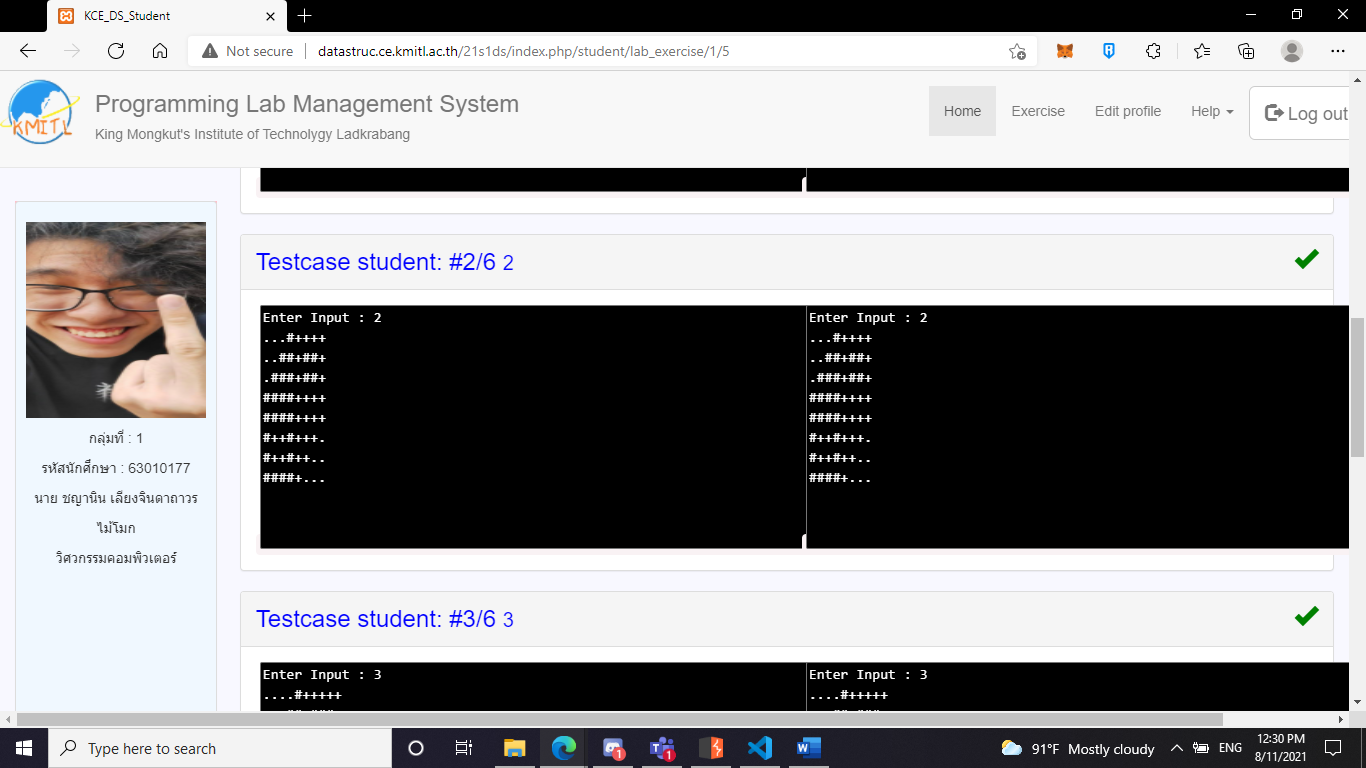 KCE_DS_Student
Not secure
datastruc.ce.kmitl.ac.th/21s1ds/index.php/student/lab_exercise/1/5
KMITL
Programming Lab Management System
King Mongkut's Institute of Technolygy Ladkrabang
Home
Exercise
Edit profile
Help
Log out
กลุ่มที่ : 1
รหัสนักศึกษา : 63010177
นาย ชญานิน เลียงจินดาถาวร
ไม้โมก
วิศวกรรมคอมพิวเตอร์
Testcase student: #2/6 2
Enter Input : 2
...#++++
..##+##+
.###+##+
####++++
####++++
#++#+++.
#++#++..
####+...
Enter Input : 2
...#++++
..##+##+
.###+##+
####++++
####++++
#++#+++.
#++#++..
####+...
Testcase student: #3/6 3
Enter Input : 3
....#+++++
Enter Input : 3
....#+++++
Type here to search
1
1
W
91°F Mostly cloudy
ENG
12:30 PM
8/11/2021